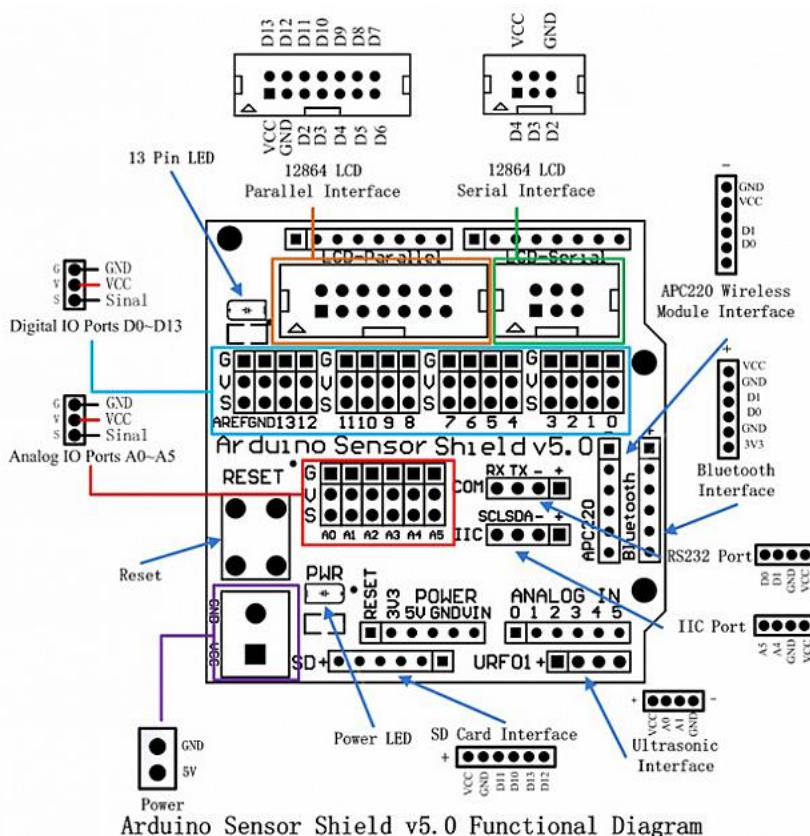 D13 D12 D11 D10 D9 D8 D7
VCC GND D2 D3 D4 D5 D6
VCC GND
D4 D3 D2
13 Pin LED
12864 LCD
Parallel Interface
12864 LCD
Serial Interface
-
GND
VCC
D1
D0
APC220 Wireless
Module Interface
G GND
V VCC
S Sinal
Digital IO Ports D0~D13
G GND
V VCC
S Sinal
Analog IO Ports A0~A5
LCD-Parallel
LCD-Serial
G G G G
V V V V
S S S S
AREF GND 13 12 11 10 9 8 7 6 5 4 3 2 1 0
Arduino Sensor Shield v5.0
+
VCC
GND
D1
D0
GND
3V3
Bluetooth
Interface
RESET
G
V
S
A0 A1 A2 A3 A4 A5
COM RX TX - +
IIC SCL SDA - +
-
APC220
+
Bluetooth
Reset
PWR
RS232 Port
D0 D1 GND VCC
IIC Port
A5 A4 GND VCC
GND VCC
POWER
RESET 3V3 5V GND VIN
ANALOG IN
0 1 2 3 4 5
SD+
URF01+
GND
5V
Power
Power LED
SD Card Interface
+
VCC GND D11 D10 D13 D12
+ -
VCC A0 A1 GND
Ultrasonic
Interface
Arduino Sensor Shield v5.0 Functional Diagram